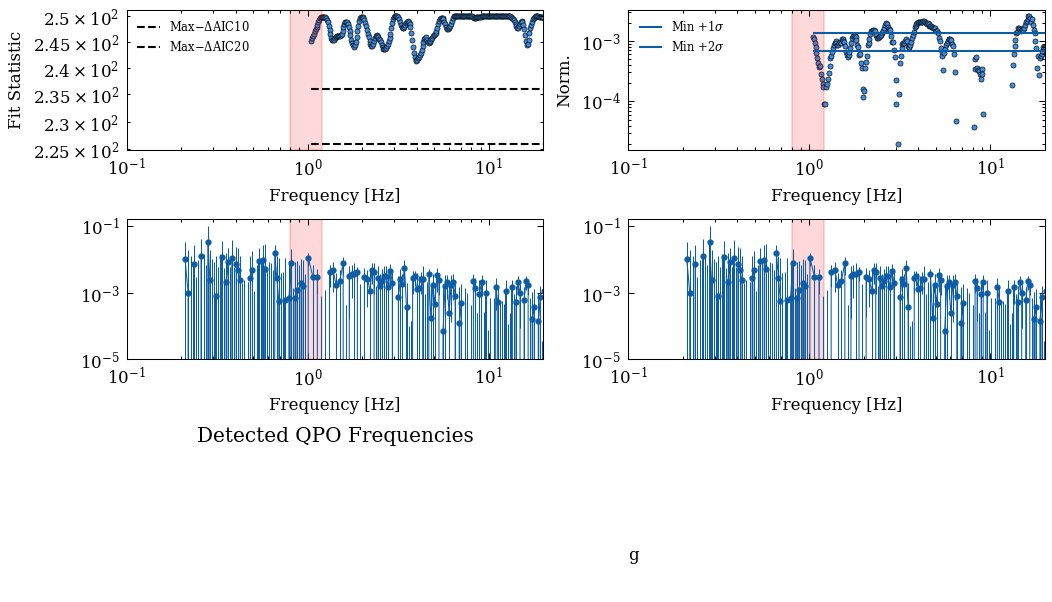 Fit Statistic
2.5 × 10²
2.45 × 10²
2.4 × 10²
2.35 × 10²
2.3 × 10²
2.25 × 10²
Max−ΔAIC10
Max−ΔAIC20
10⁻¹ 10⁰ 10¹
Frequency [Hz]
Norm.
10⁻³
10⁻⁴
Min +1σ
Min +2σ
10⁻¹ 10⁰ 10¹
Frequency [Hz]
10⁻¹
10⁻³
10⁻⁵
10⁻¹ 10⁰ 10¹
Frequency [Hz]
10⁻¹
10⁻³
10⁻⁵
10⁻¹ 10⁰ 10¹
Frequency [Hz]
Detected QPO Frequencies
g